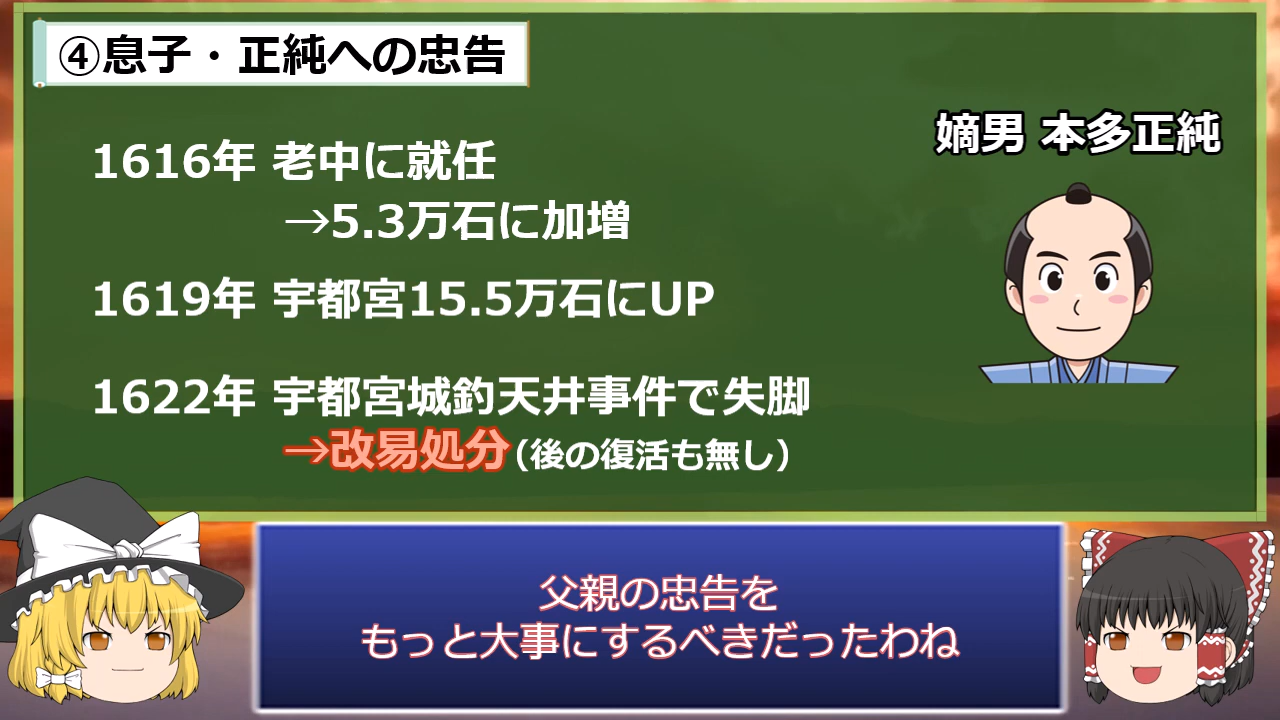 ④息子・正純への忠告
嫡男 本多正純
1616年 老中に就任
→5.3万石に加増
1619年 宇都宮15.5万石にUP
1622年 宇都宮城釣天井事件で失脚
→改易処分(後の復活も無し)
父親の忠告を
もっと大事にするべきだったわね